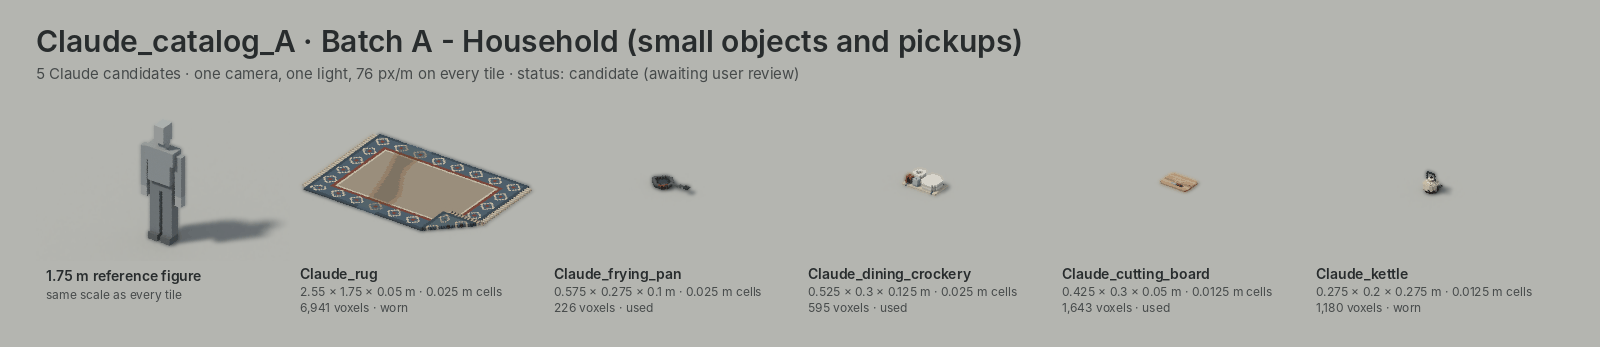 Claude_catalog_A · Batch A - Household (small objects and pickups)
5 Claude candidates · one camera, one light, 76 px/m on every tile · status: candidate (awaiting user review)
1.75 m reference figure
same scale as every tile
Claude_rug
2.55 × 1.75 × 0.05 m · 0.025 m cells
6,941 voxels · worn
Claude_frying_pan
0.575 × 0.275 × 0.1 m · 0.025 m cells
226 voxels · used
Claude_dining_crockery
0.525 × 0.3 × 0.125 m · 0.025 m cells
595 voxels · used
Claude_cutting_board
0.425 × 0.3 × 0.05 m · 0.0125 m cells
1,643 voxels · used
Claude_kettle
0.275 × 0.2 × 0.275 m · 0.0125 m cells
1,180 voxels · worn